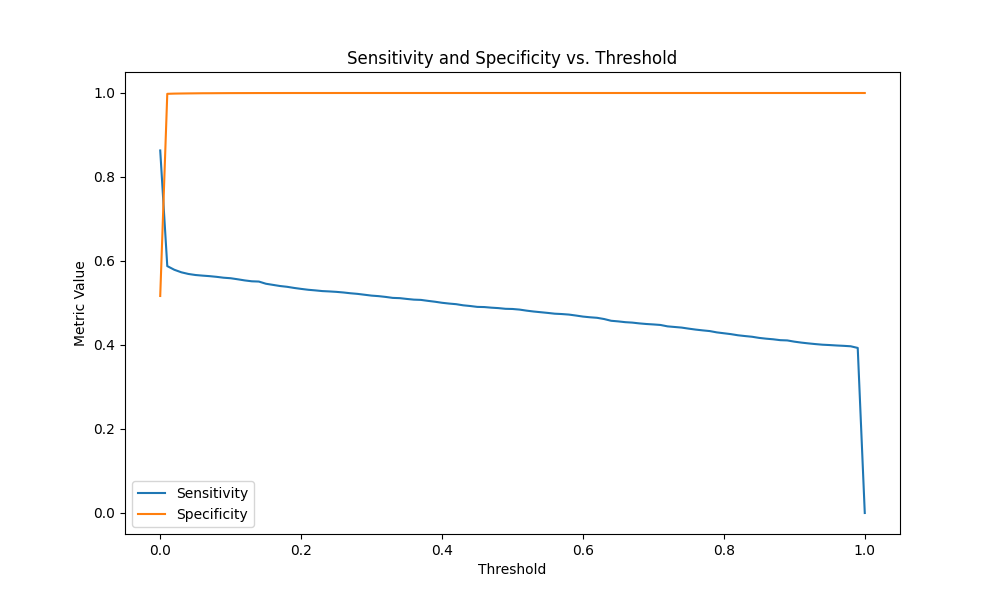 Sensitivity and Specificity vs. Threshold
1.0
0.8
0.6
0.4
0.2
0.0
Metric Value
Sensitivity
Specificity
0.0 0.2 0.4 0.6 0.8 1.0
Threshold